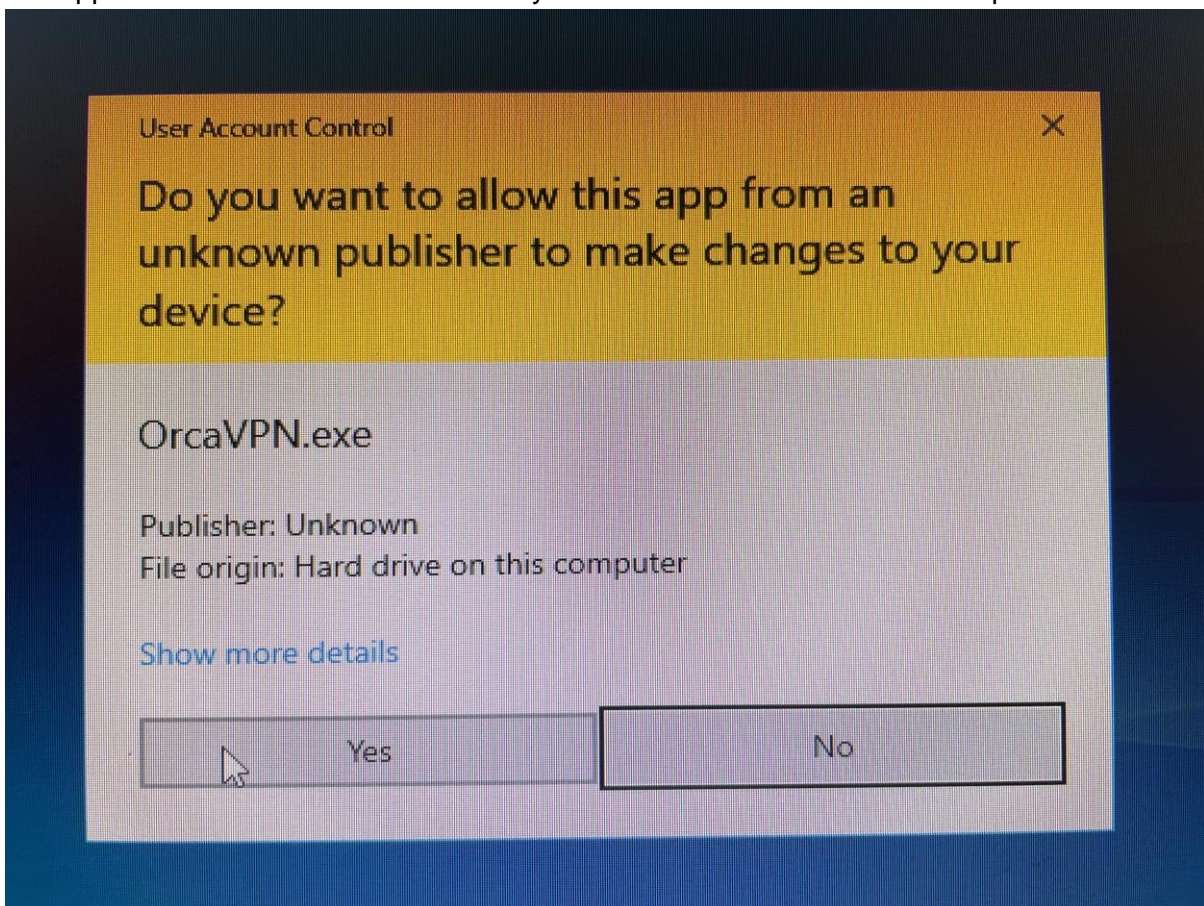 User Account Control
Do you want to allow this app from an
unknown publisher to make changes to your
device?
OrcaVPN.exe
Publisher: Unknown
File origin: Hard drive on this computer
Show more details
Yes
No